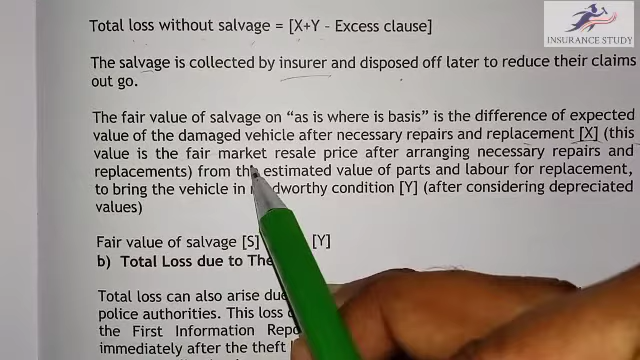 INSURANCE STUDY
Total loss without salvage = [X+Y – Excess clause]
The salvage is collected by insurer and disposed off later to reduce their claims
out go.
The fair value of salvage on “as is where is basis” is the difference of expected
value of the damaged vehicle after necessary repairs and replacement [X] (this
value is the fair market resale price after arranging necessary repairs and
replacements) from the estimated value of parts and labour for replacement,
to bring the vehicle in condition [Y] (after considering depreciated
values)
Fair value of salvage [S] [Y]
b) Total Loss due to
Total loss can also arise
police authorities. This loss
the First Information
immediately after the theft